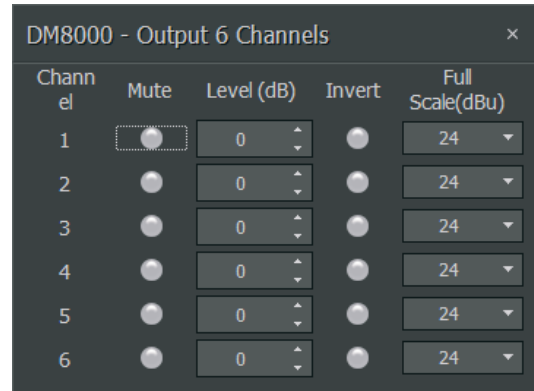 DM8000 - Output 6 Channels ×
Chann
el Mute Level (dB) Invert Full
Scale(dBu)
1 0 24
2 0 24
3 0 24
4 0 24
5 0 24
6 0 24